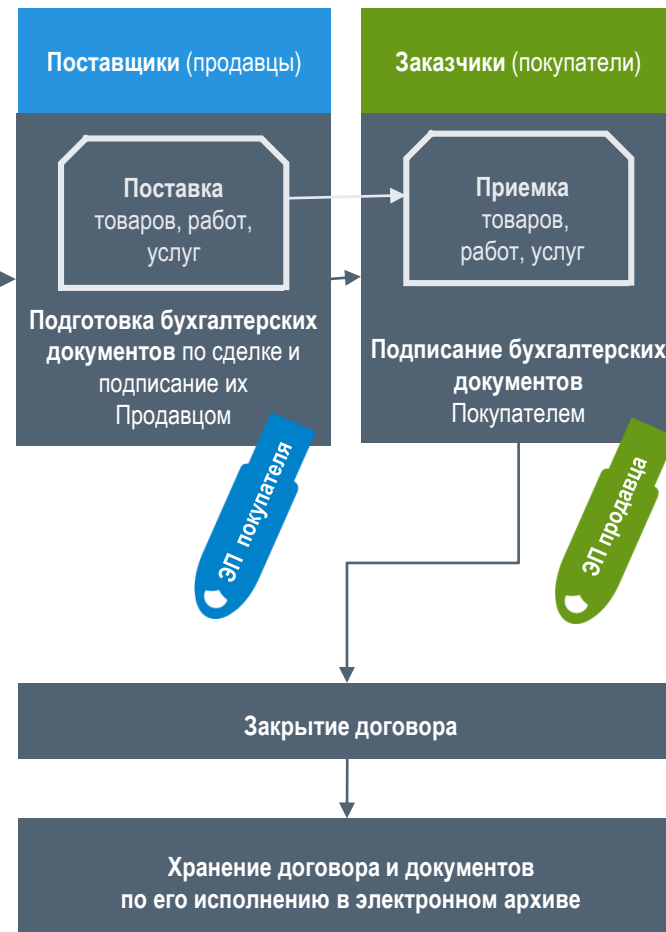 Поставщики (продавцы)
Поставка
товаров, работ,
услуг
Подготовка бухгалтерских
документов по сделке и
подписание их
Продавцом
ЭП покупателя
Заказчики (покупатели)
Приемка
товаров,
работ, услуг
Подписание бухгалтерских
документов
Покупателем
ЭП продавца
Закрытие договора
Хранение договора и документов
по его исполнению в электронном архиве